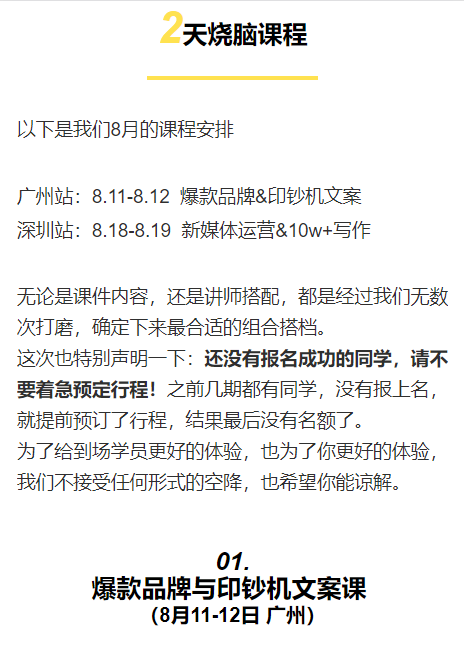 2天烧脑课程
以下是我们8月的课程安排
广州站：8.11-8.12 爆款品牌&印钞机文案
深圳站：8.18-8.19 新媒体运营&10w+写作
无论是课件内容，还是讲师搭配，都是经过我们无数
次打磨，确定下来最合适的组合搭档。
这次也特别声明一下：还没有报名成功的同学，请不
要着急预定行程！之前几期都有同学，没有报上名，
就提前预订了行程，结果最后没有名额了。
为了给到场学员更好的体验，也为了你更好的体验，
我们不接受任何形式的空降，也希望你能谅解。
01.
爆款品牌与印钞机文案课
（8月11-12日 广州）